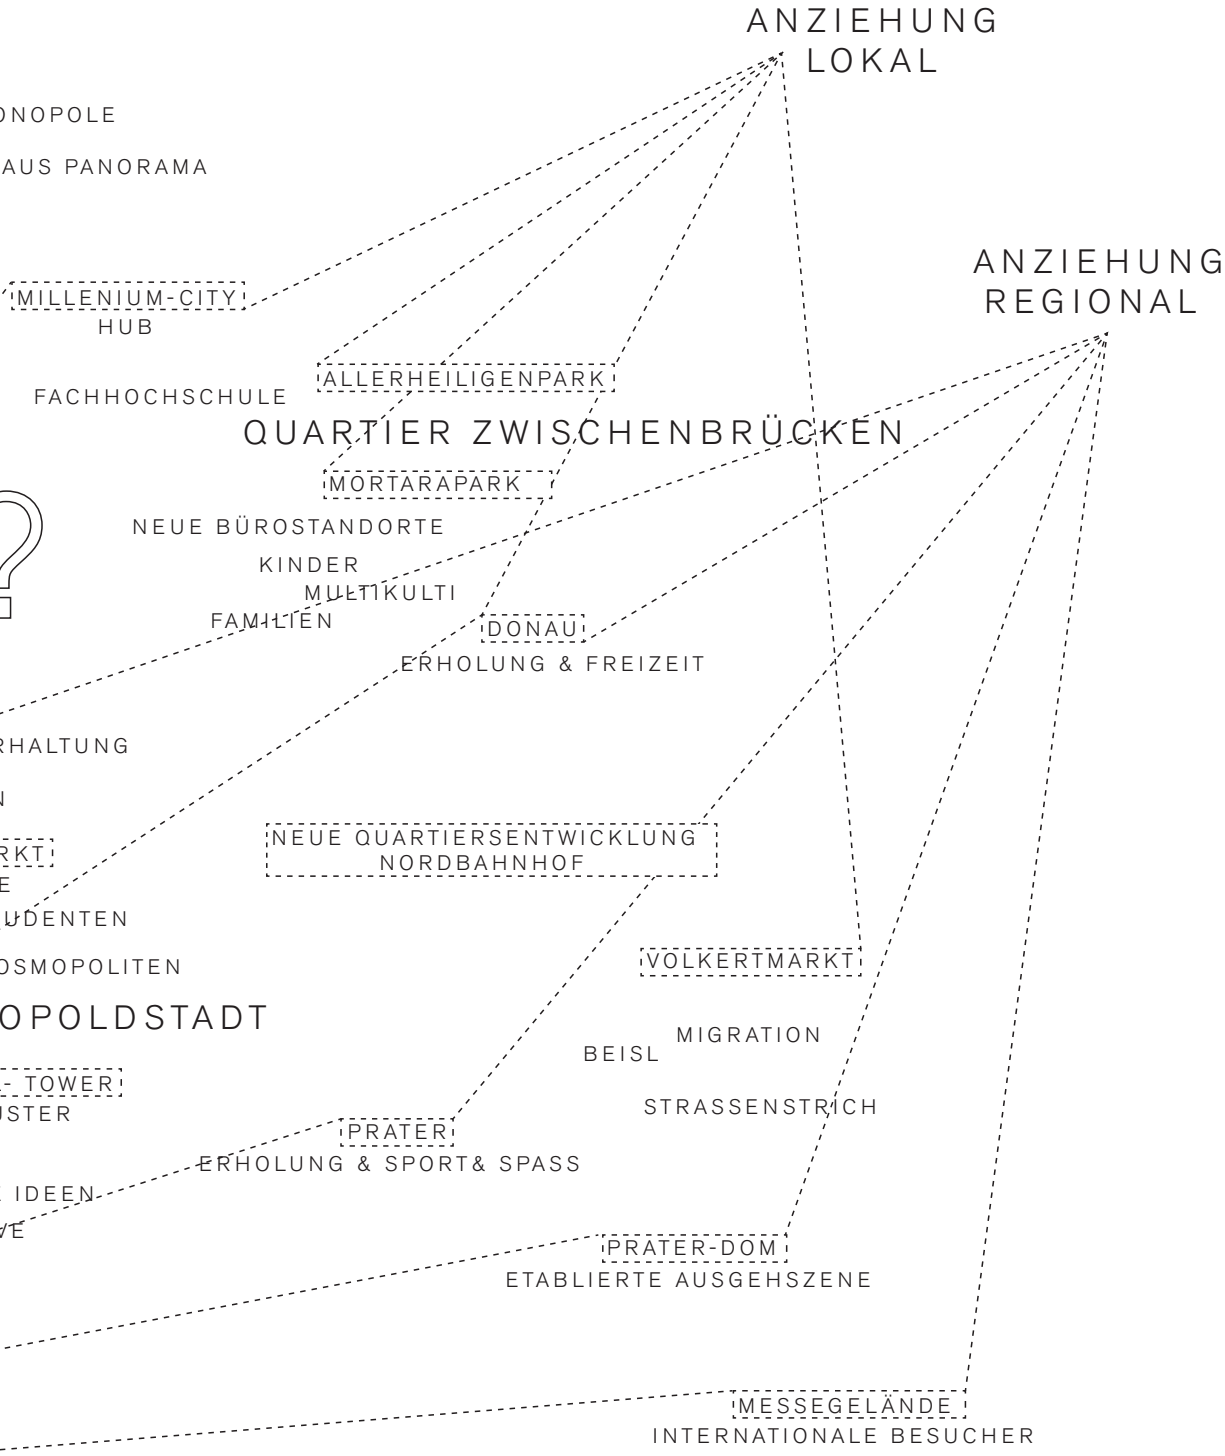 ANZIEHUNG
LOKAL
ONOPOLE
AUS PANORAMA
ANZIEHUNG
REGIONAL
MILLENIUM-CITY
HUB
ALLERHEILIGENPARK
FACHHOCHSCHULE
QUARTIER ZWISCHENBRÜCKEN
MORTARAPARK
?
NEUE BÜROSTANDORTE
KINDER
MULTIKULTI
FAMILIEN
DONAU
ERHOLUNG & FREIZEIT
RHALTUNG
N
NEUE QUARTIERSENTWICKLUNG
NORDBAHNHOF
RKT
E
UDENTEN
VOLKERTMARKT
OSMOPOLITEN
OPOLDSTADT
MIGRATION
BEISL
- TOWER
USTER
STRASSENSTRICH
PRATER
ERHOLUNG & SPORT& SPASS
E IDEEN
VE
PRATER-DOM
ETABLIERTE AUSGEHSZENE
MESSEGELÄNDE
INTERNATIONALE BESUCHER